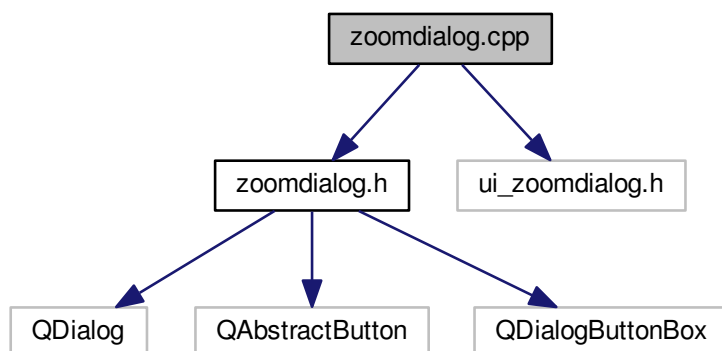 zoomdialog.cpp
zoomdialog.h
ui_zoomdialog.h
QDialog
QAbstractButton
QDialogButtonBox